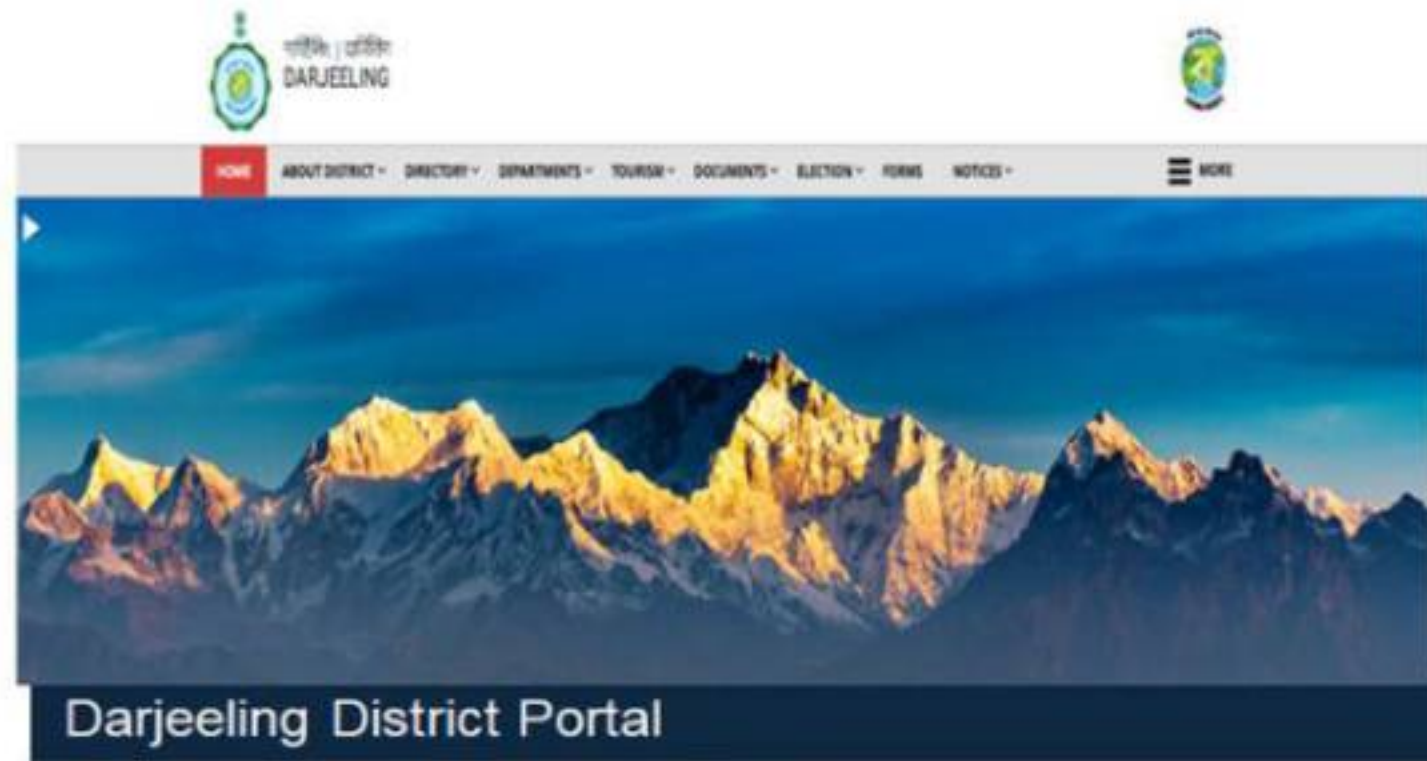 DARJEELING
HOME ABOUT DISTRICT DIRECTORY DEPARTMENTS TOURISM DOCUMENTS ELECTION FORMS NOTICES MORE
Darjeeling District Portal